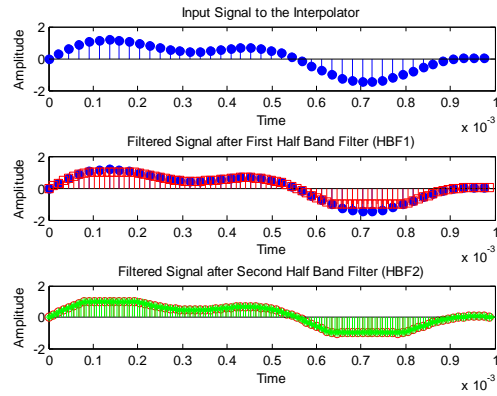 Input Signal to the Interpolator
2
0
-2
Amplitude
0 0.1 0.2 0.3 0.4 0.5 0.6 0.7 0.8 0.9 1
Time
x 10⁻³
Filtered Signal after First Half Band Filter (HBF1)
2
0
-2
Amplitude
0 0.1 0.2 0.3 0.4 0.5 0.6 0.7 0.8 0.9 1
Time
x 10⁻³
Filtered Signal after Second Half Band Filter (HBF2)
2
0
-2
Amplitude
0 0.1 0.2 0.3 0.4 0.5 0.6 0.7 0.8 0.9 1
Time
x 10⁻³